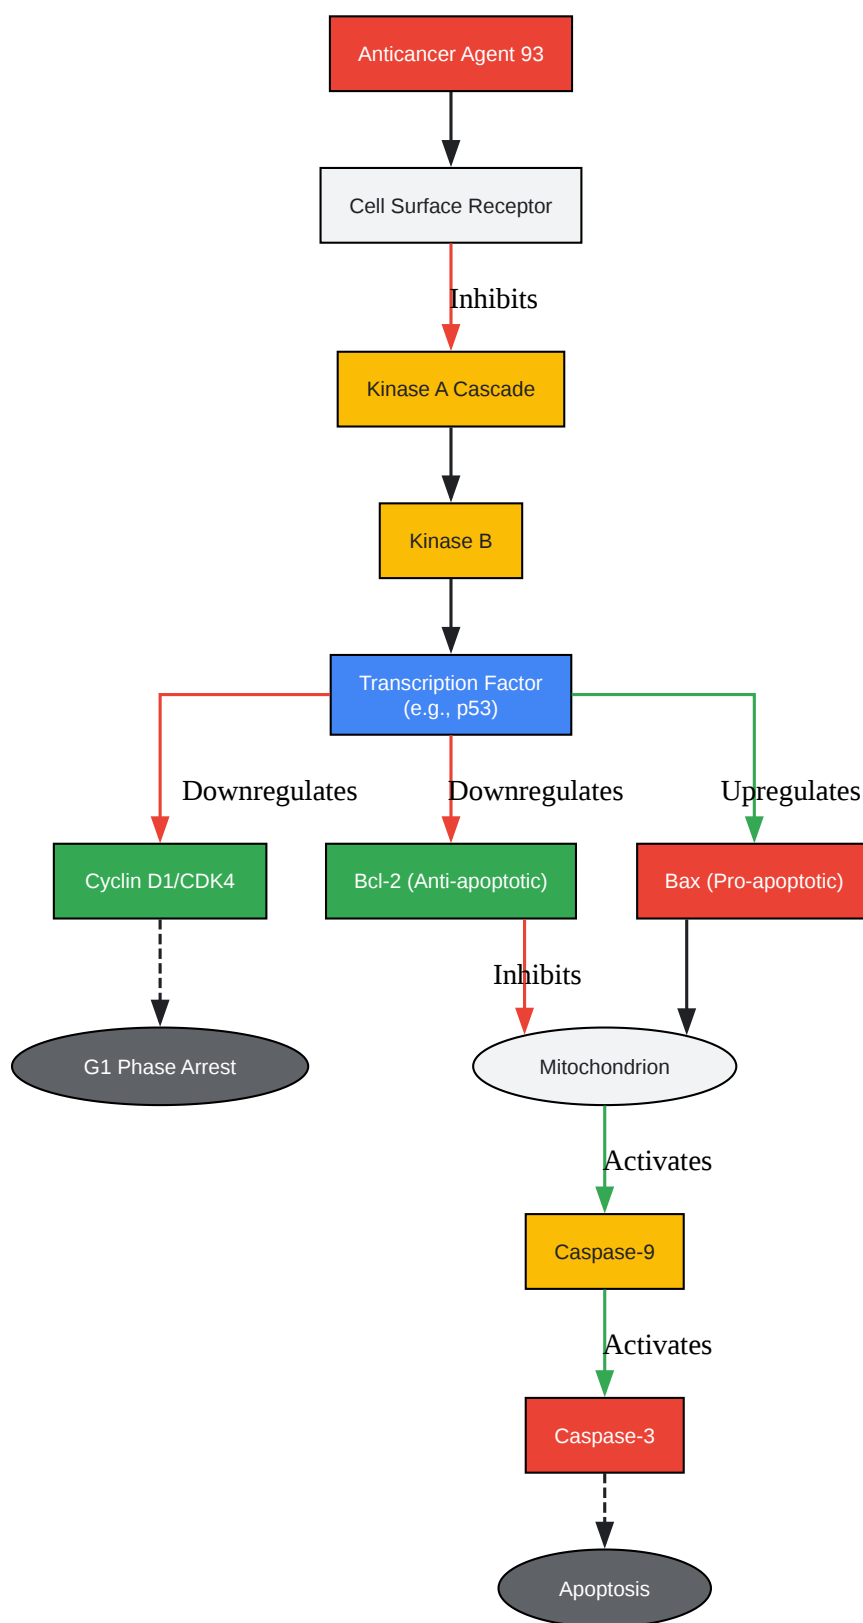 Anticancer Agent 93
Cell Surface Receptor
Inhibits
Kinase A Cascade
Kinase B
Transcription Factor
(e.g., p53)
Downregulates
Downregulates
Upregulates
Cyclin D1/CDK4
Bcl-2 (Anti-apoptotic)
Bax (Pro-apoptotic)
Inhibits
G1 Phase Arrest
Mitochondrion
Activates
Caspase-9
Activates
Caspase-3
Apoptosis